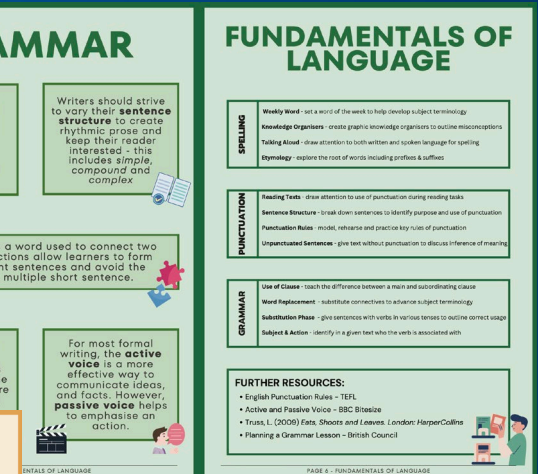 AMMAR
Writers should strive
to vary their sentence
structure to create
rhythmic prose and
keep their reader
interested - this
includes simple,
compound and
complex
a word used to connect two
ctions allow learners to form
nt sentences and avoid the
multiple short sentence.
For most formal
writing, the active
voice is a more
effective way to
communicate ideas,
and facts. However,
passive voice helps
to emphasise an
action.
ENTALS OF LANGUAGE
FUNDAMENTALS OF
LANGUAGE
SPELLING
Weekly Word - set a word of the week to help develop subject terminology
Knowledge Organisers - create graphic knowledge organisers to outline misconceptions
Talking Aloud - draw attention to both written and spoken language for spelling
Etymology - explore the root of words including prefixes & suffixes
PUNCTUATION
Reading Texts - draw attention to use of punctuation during reading tasks
Sentence Structure - break down sentences to identify purpose and use of punctuation
Punctuation Rules - model, rehearse and practice key rules of punctuation
Unpunctuated Sentences - give text without punctuation to discuss inference of meaning
GRAMMAR
Use of Clause - teach the difference between a main and subordinating clause
Word Replacement - substitute connectives to advance subject terminology
Substitution Phase - give sentences with verbs in various tenses to outline correct usage
Subject & Action - identify in a given text who the verb is associated with
FURTHER RESOURCES:
• English Punctuation Rules - TEFL
• Active and Passive Voice - BBC Bitesize
• Truss, L. (2009) Eats, Shoots and Leaves. London: HarperCollins
• Planning a Grammar Lesson - British Council
PAGE 6 - FUNDAMENTALS OF LANGUAGE